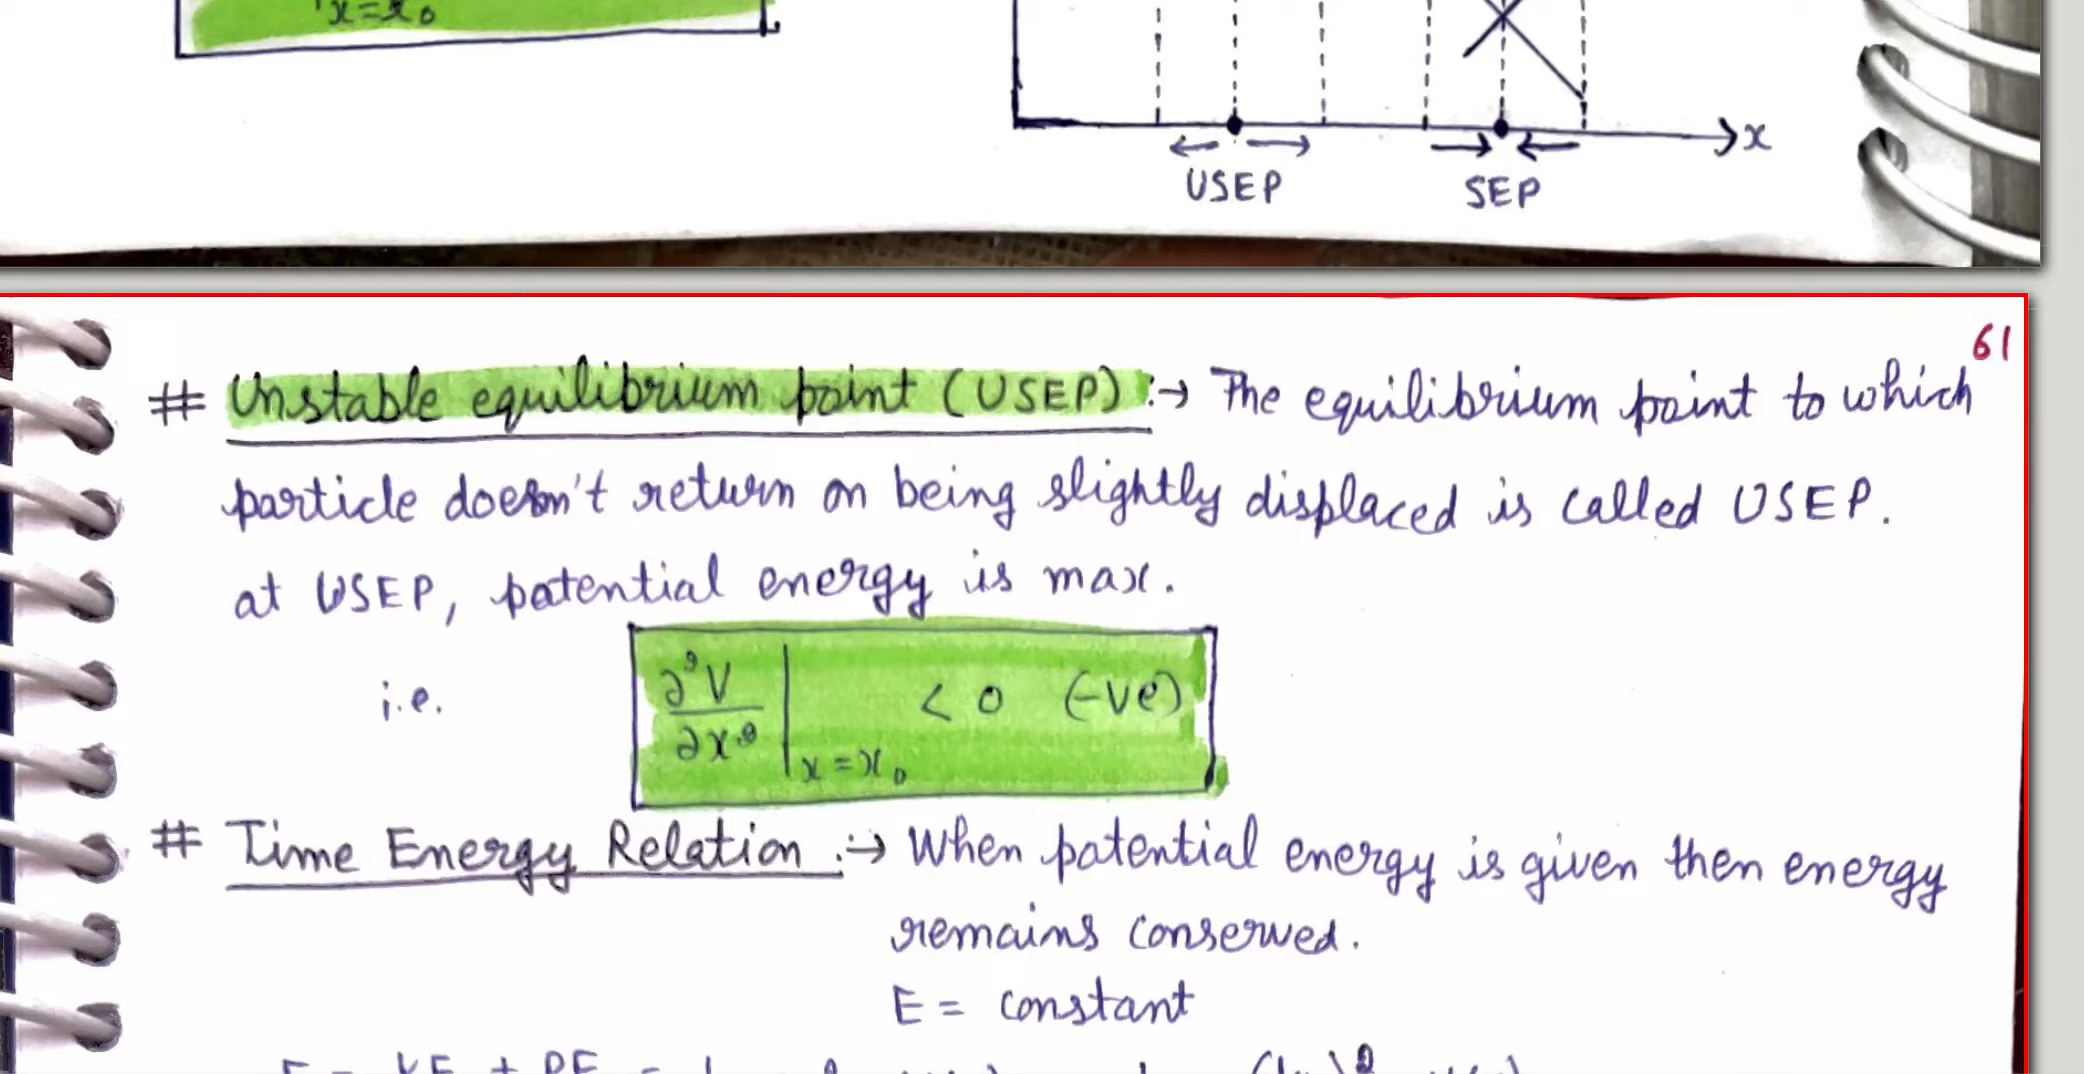 x=x₀
x
USEP SEP
61
# Unstable equilibrium point (USEP) :→ The equilibrium point to which
particle doesn't return on being slightly displaced is called USEP.
at USEP, potential energy is max.
i.e. ∂²V/∂x² |x=x₀ < 0 (-ve)
# Time Energy Relation :→ When potential energy is given then energy
remains conserved.
E = constant